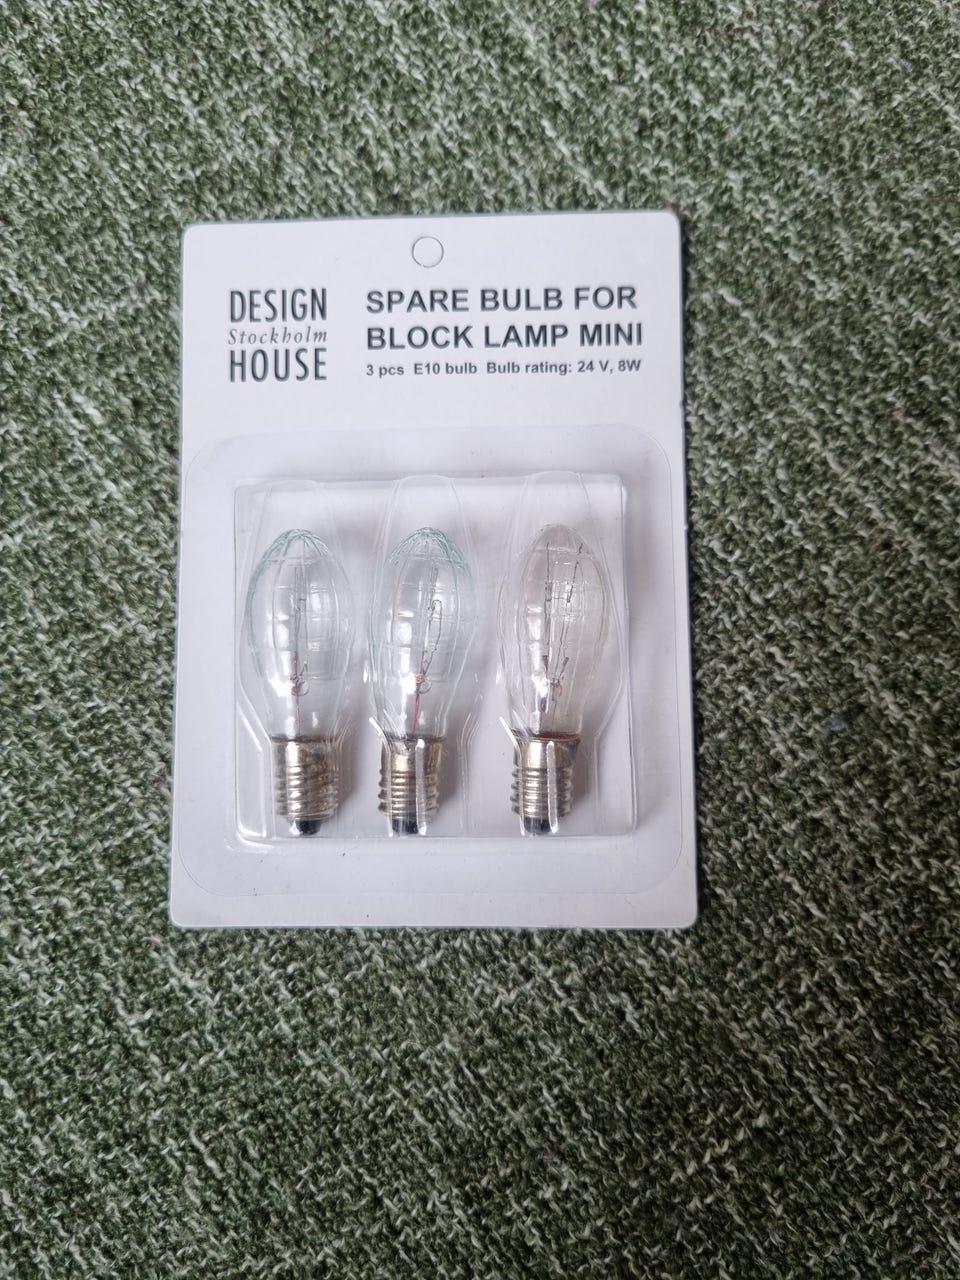 DESIGN
Stockholm
HOUSE
SPARE BULB FOR
BLOCK LAMP MINI
3 pcs E10 bulb Bulb rating: 24 V, 8W